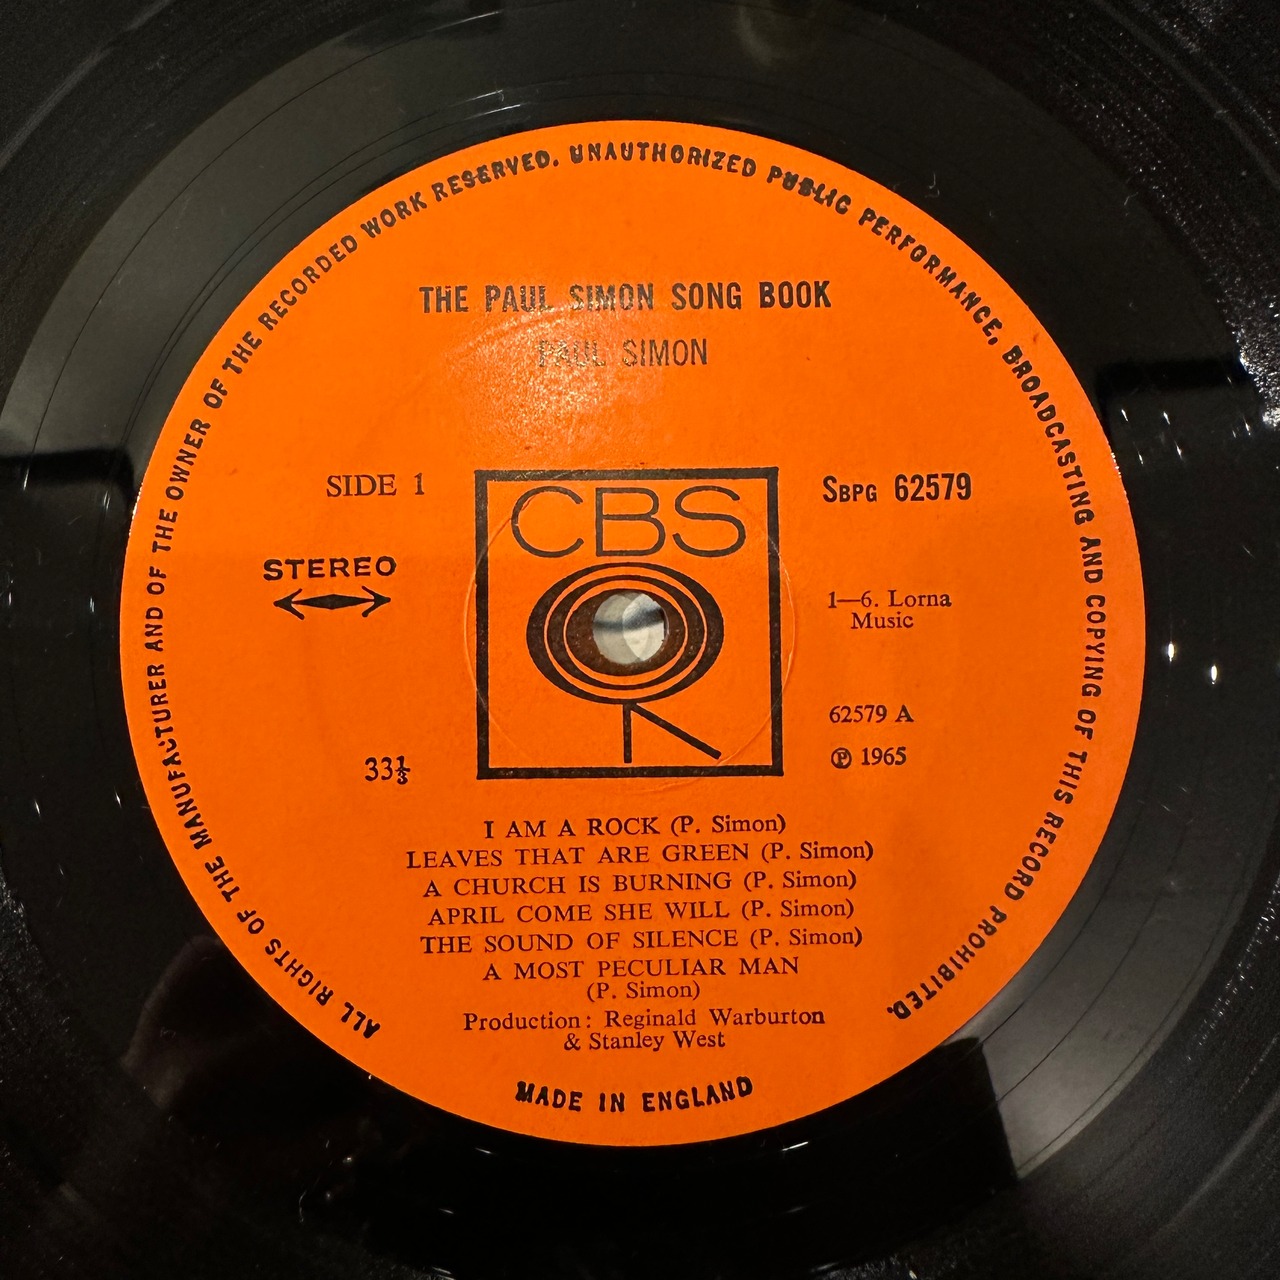 ALL RIGHTS OF THE MANUFACTURER AND OF THE OWNER OF THE RECORDED WORK RESERVED. UNAUTHORIZED PUBLIC PERFORMANCE, BROADCASTING AND COPYING OF THIS RECORD PROHIBITED.
THE PAUL SIMON SONG BOOK
PAUL SIMON
SIDE 1
CBS
SBPG 62579
STEREO
1—6. Lorna
Music
62579 A
33⅓
Ⓟ 1965
I AM A ROCK (P. Simon)
LEAVES THAT ARE GREEN (P. Simon)
A CHURCH IS BURNING (P. Simon)
APRIL COME SHE WILL (P. Simon)
THE SOUND OF SILENCE (P. Simon)
A MOST PECULIAR MAN
(P. Simon)
Production: Reginald Warburton
& Stanley West
MADE IN ENGLAND